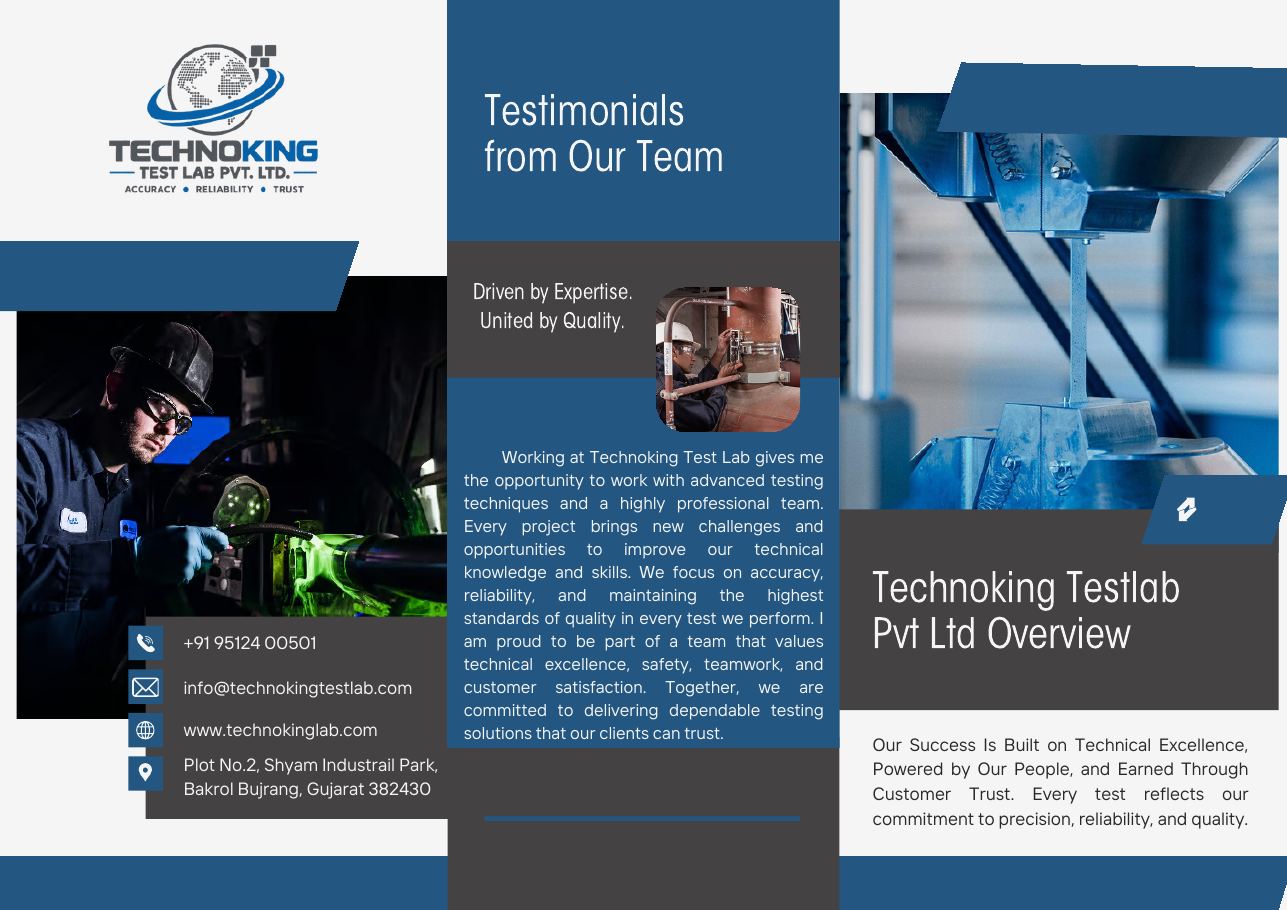 TECHNOKING
TEST LAB PVT. LTD.
ACCURACY • RELIABILITY • TRUST
+91 95124 00501
info@technokingtestlab.com
www.technokinglab.com
Plot No.2, Shyam Industrail Park,
Bakrol Bujrang, Gujarat 382430
Testimonials
from Our Team
Driven by Expertise.
United by Quality.
Working at Technoking Test Lab gives me
the opportunity to work with advanced testing
techniques and a highly professional team.
Every project brings new challenges and
opportunities to improve our technical
knowledge and skills. We focus on accuracy,
reliability, and maintaining the highest
standards of quality in every test we perform. I
am proud to be part of a team that values
technical excellence, safety, teamwork, and
customer satisfaction. Together, we are
committed to delivering dependable testing
solutions that our clients can trust.
Technoking Testlab
Pvt Ltd Overview
Our Success Is Built on Technical Excellence,
Powered by Our People, and Earned Through
Customer Trust. Every test reflects our
commitment to precision, reliability, and quality.